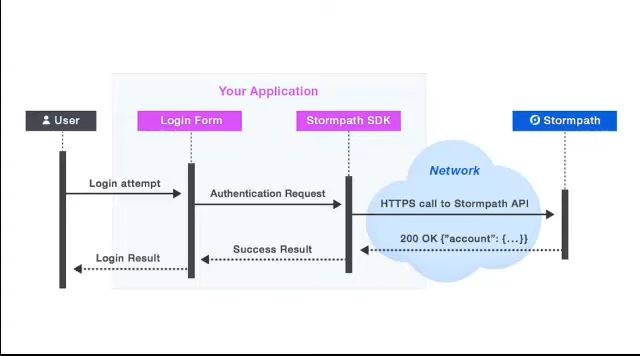 Your Application
User
Login Form
Stormpath SDK
Stormpath
Network
Login attempt
Authentication Request
HTTPS call to Stormpath API
200 OK {"account": {...}}
Success Result
Login Result